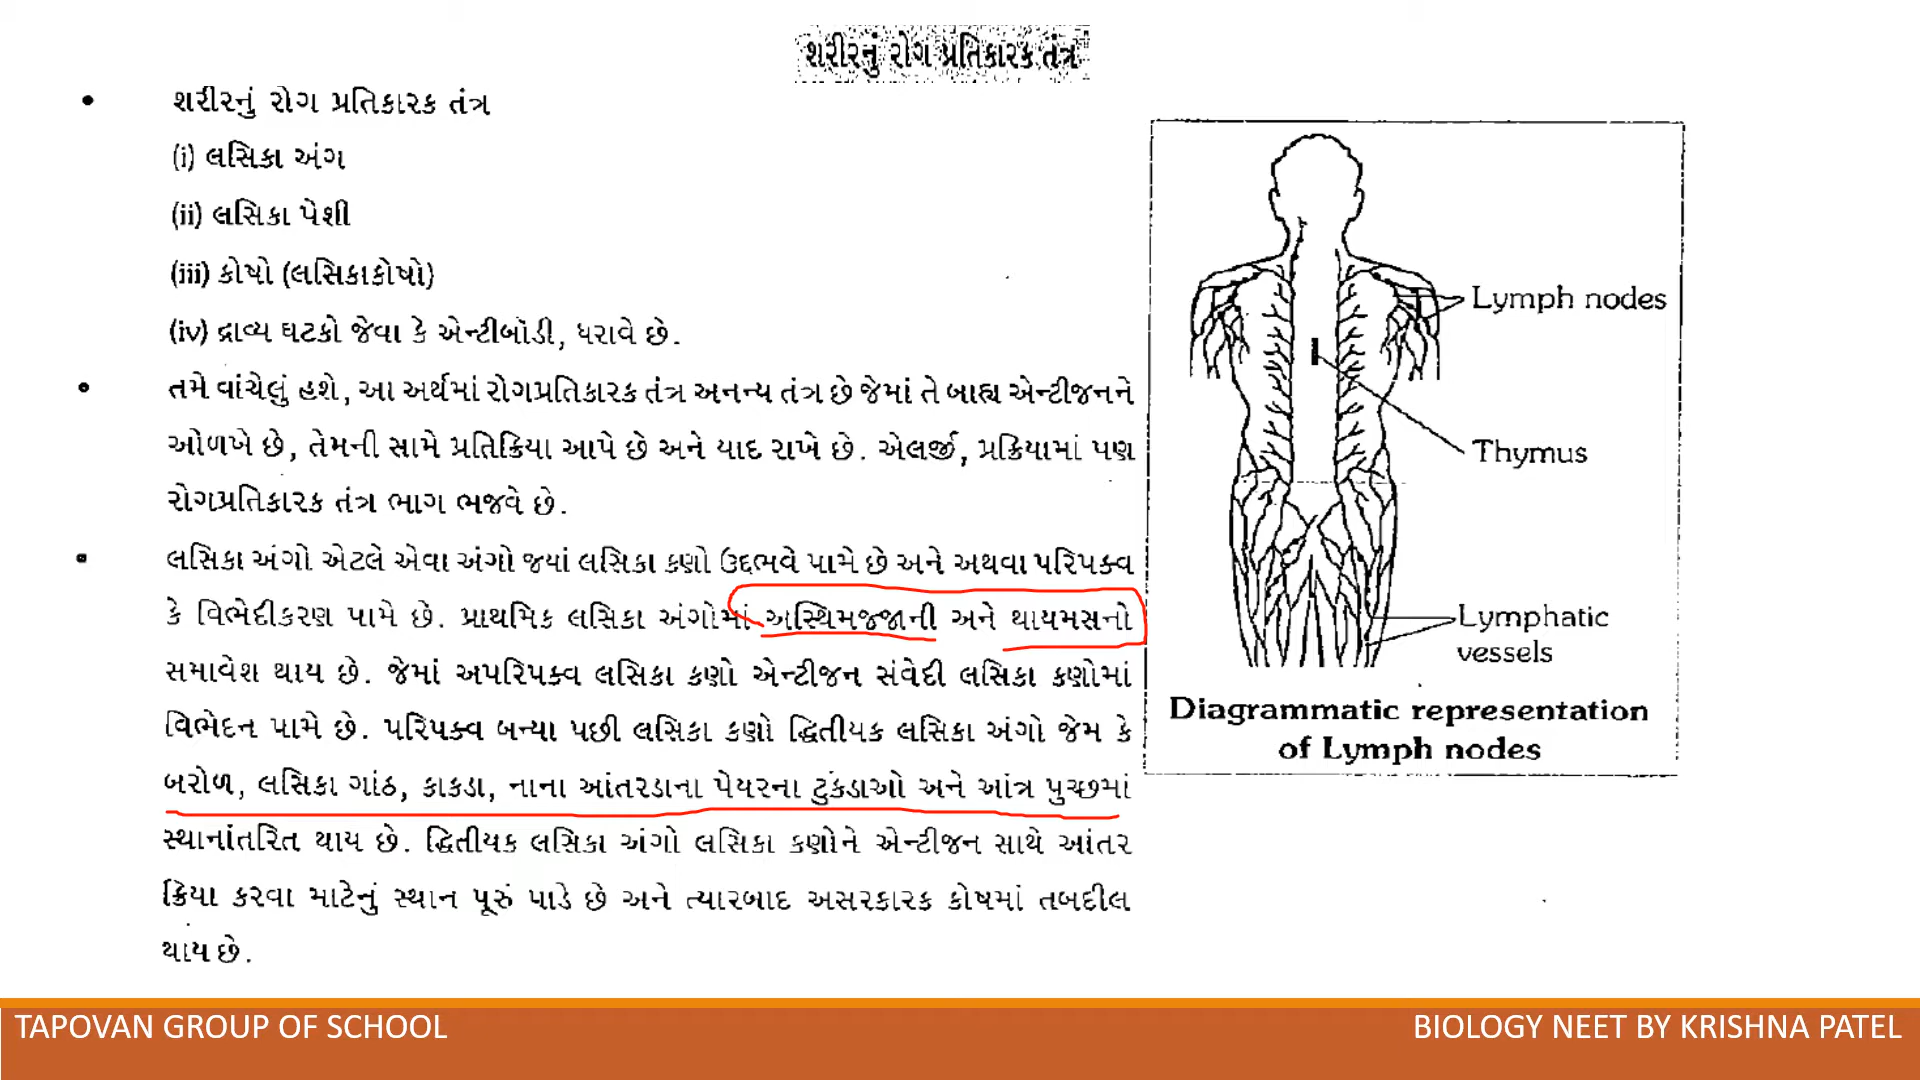 શરીરનું રોગ પ્રતિકારક તંત્ર
• શરીરનું રોગ પ્રતિકારક તંત્ર
(i) લસિકા અંગ
(ii) લસિકા પેશી
(iii) કોષો (લસિકાકોષો)
(iv) દ્રાવ્ય ઘટકો જેવા કે એન્ટીબૉડી, ધરાવે છે.
• તમે વાંચેલું હશે, આ અર્થમાં રોગપ્રતિકારક તંત્ર અનન્ય તંત્ર છે જેમાં તે બાહ્ય એન્ટીજનને
ઓળખે છે, તેમની સામે પ્રતિક્રિયા આપે છે અને યાદ રાખે છે. એલર્જી, પ્રક્રિયામાં પણ
રોગપ્રતિકારક તંત્ર ભાગ ભજવે છે.
• લસિકા અંગો એટલે એવા અંગો જ્યાં લસિકા કણો ઉદ્દભવે પામે છે અને અથવા પરિપક્વ
કે વિભેદીકરણ પામે છે. પ્રાથમિક લસિકા અંગોમાં અસ્થિમજ્જાની અને થાયમસનો
સમાવેશ થાય છે. જેમાં અપરિપક્વ લસિકા કણો એન્ટીજન સંવેદી લસિકા કણોમાં
વિભેદન પામે છે. પરિપક્વ બન્યા પછી લસિકા કણો દ્વિતીયક લસિકા અંગો જેમ કે
બરોળ, લસિકા ગાંઠ, કાકડા, નાના આંતરડાના પેયરના ટુકડાઓ અને આંત્ર પુચ્છમાં
સ્થાનાંતરિત થાય છે. દ્વિતીયક લસિકા અંગો લસિકા કણોને એન્ટીજન સાથે આંતર
ક્રિયા કરવા માટેનું સ્થાન પૂરું પાડે છે અને ત્યારબાદ અસરકારક કોષમાં તબદીલ
થાય છે.
Lymph nodes
Thymus
Lymphatic
vessels
Diagrammatic representation
of Lymph nodes
TAPOVAN GROUP OF SCHOOL
BIOLOGY NEET BY KRISHNA PATEL